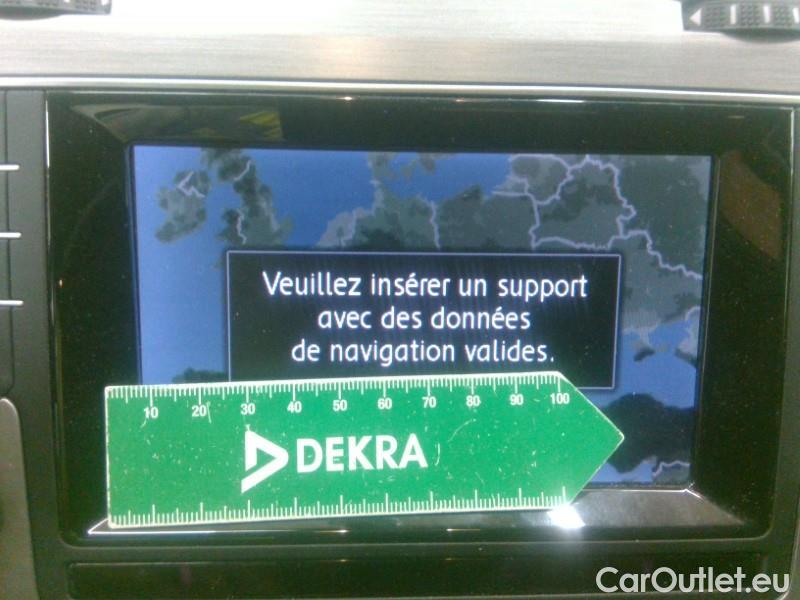 Veuillez insérer un support
avec des données
de navigation valides.
10 20 30 40 50 60 70 80 90 100
DEKRA
CarOutlet.eu